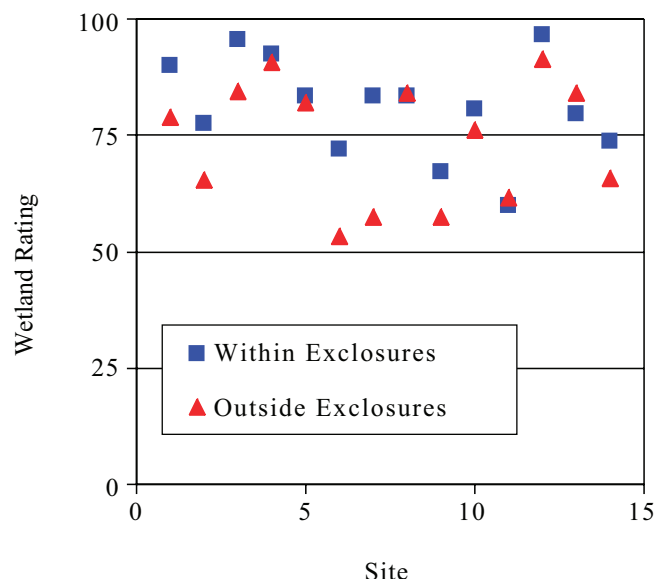 100
75
50
25
0
Wetland Rating
Within Exclosures
Outside Exclosures
0 5 10 15
Site